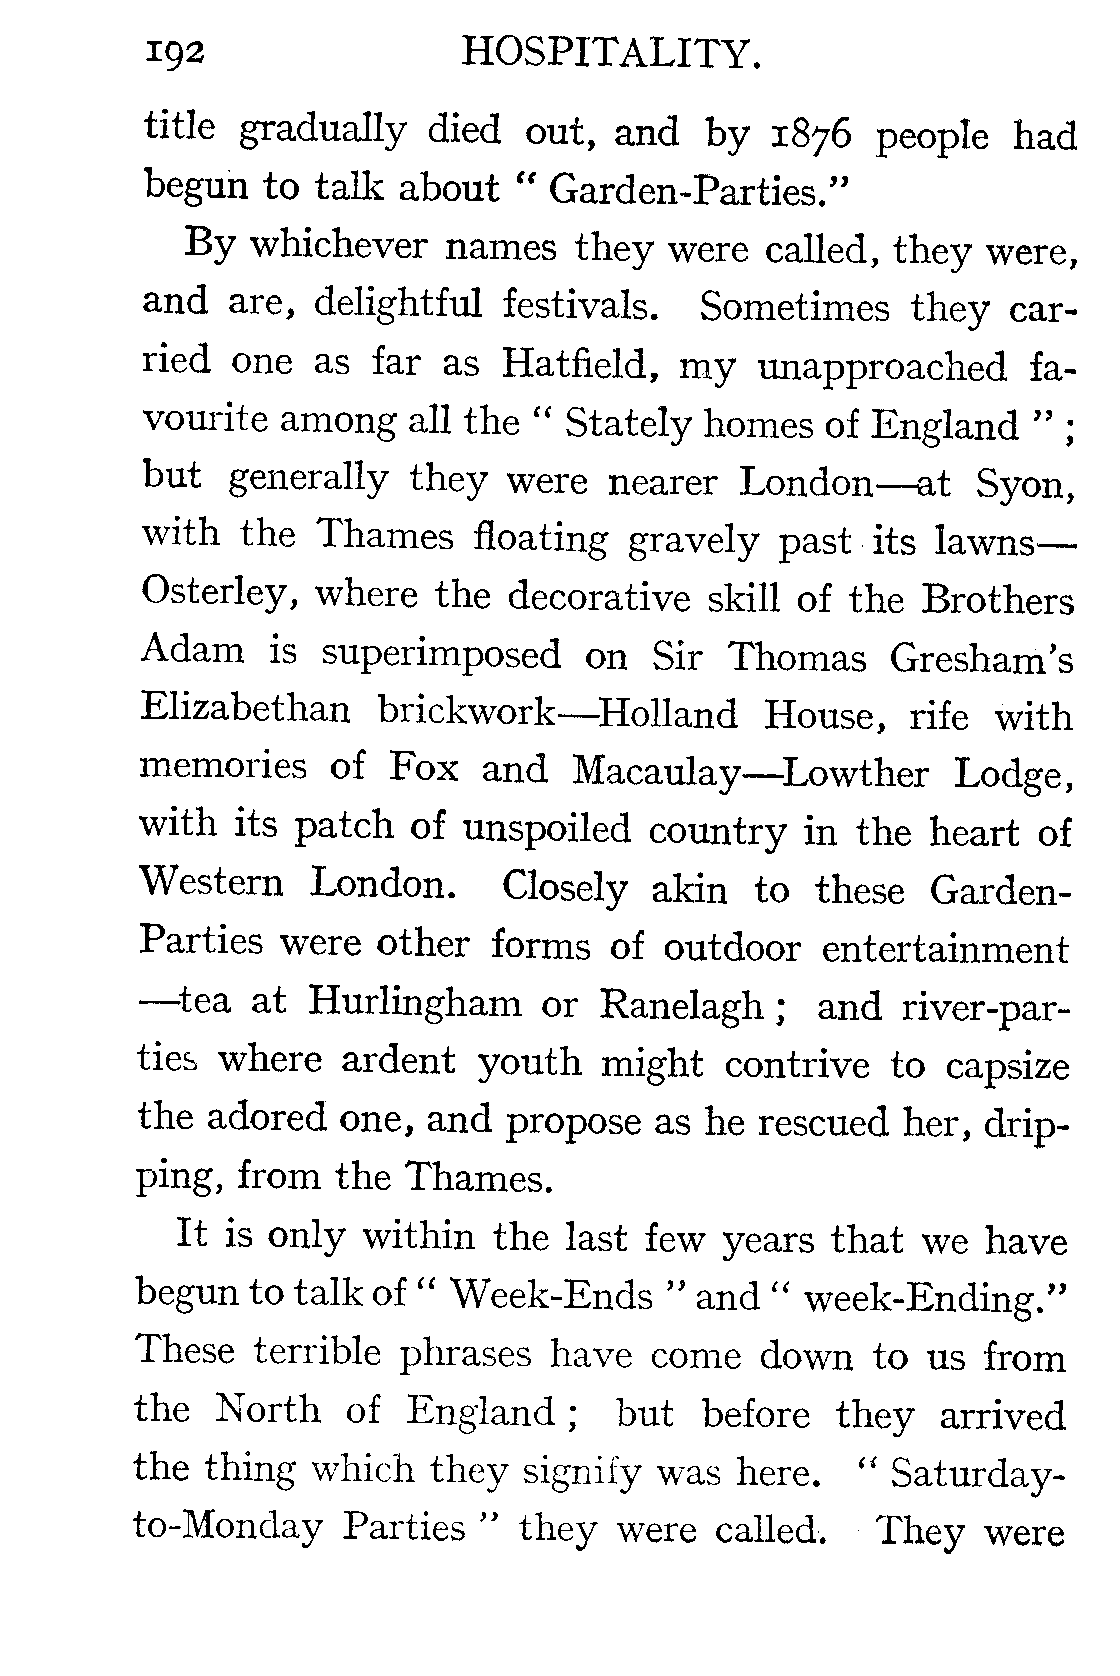 192 HOSPITALITY.
title gradually died out, and by 1876 people had
begun to talk about " Garden-Parties."
By whichever names they were called, they were,
and are, delightful festivals. Sometimes they car-
ried one as far as Hatfield, my unapproached fa-
vourite among all the " Stately homes of England " ;
but generally they were nearer London—at Syon,
with the Thames floating gravely past its lawns—
Osterley, where the decorative skill of the Brothers
Adam is superimposed on Sir Thomas Gresham's
Elizabethan brickwork—Holland House, rife with
memories of Fox and Macaulay—Lowther Lodge,
with its patch of unspoiled country in the heart of
Western London. Closely akin to these Garden-
Parties were other forms of outdoor entertainment
—tea at Hurlingham or Ranelagh ; and river-par-
ties where ardent youth might contrive to capsize
the adored one, and propose as he rescued her, drip-
ping, from the Thames.
It is only within the last few years that we have
begun to talk of " Week-Ends " and " week-Ending."
These terrible phrases have come down to us from
the North of England ; but before they arrived
the thing which they signify was here. " Saturday-
to-Monday Parties " they were called. They were